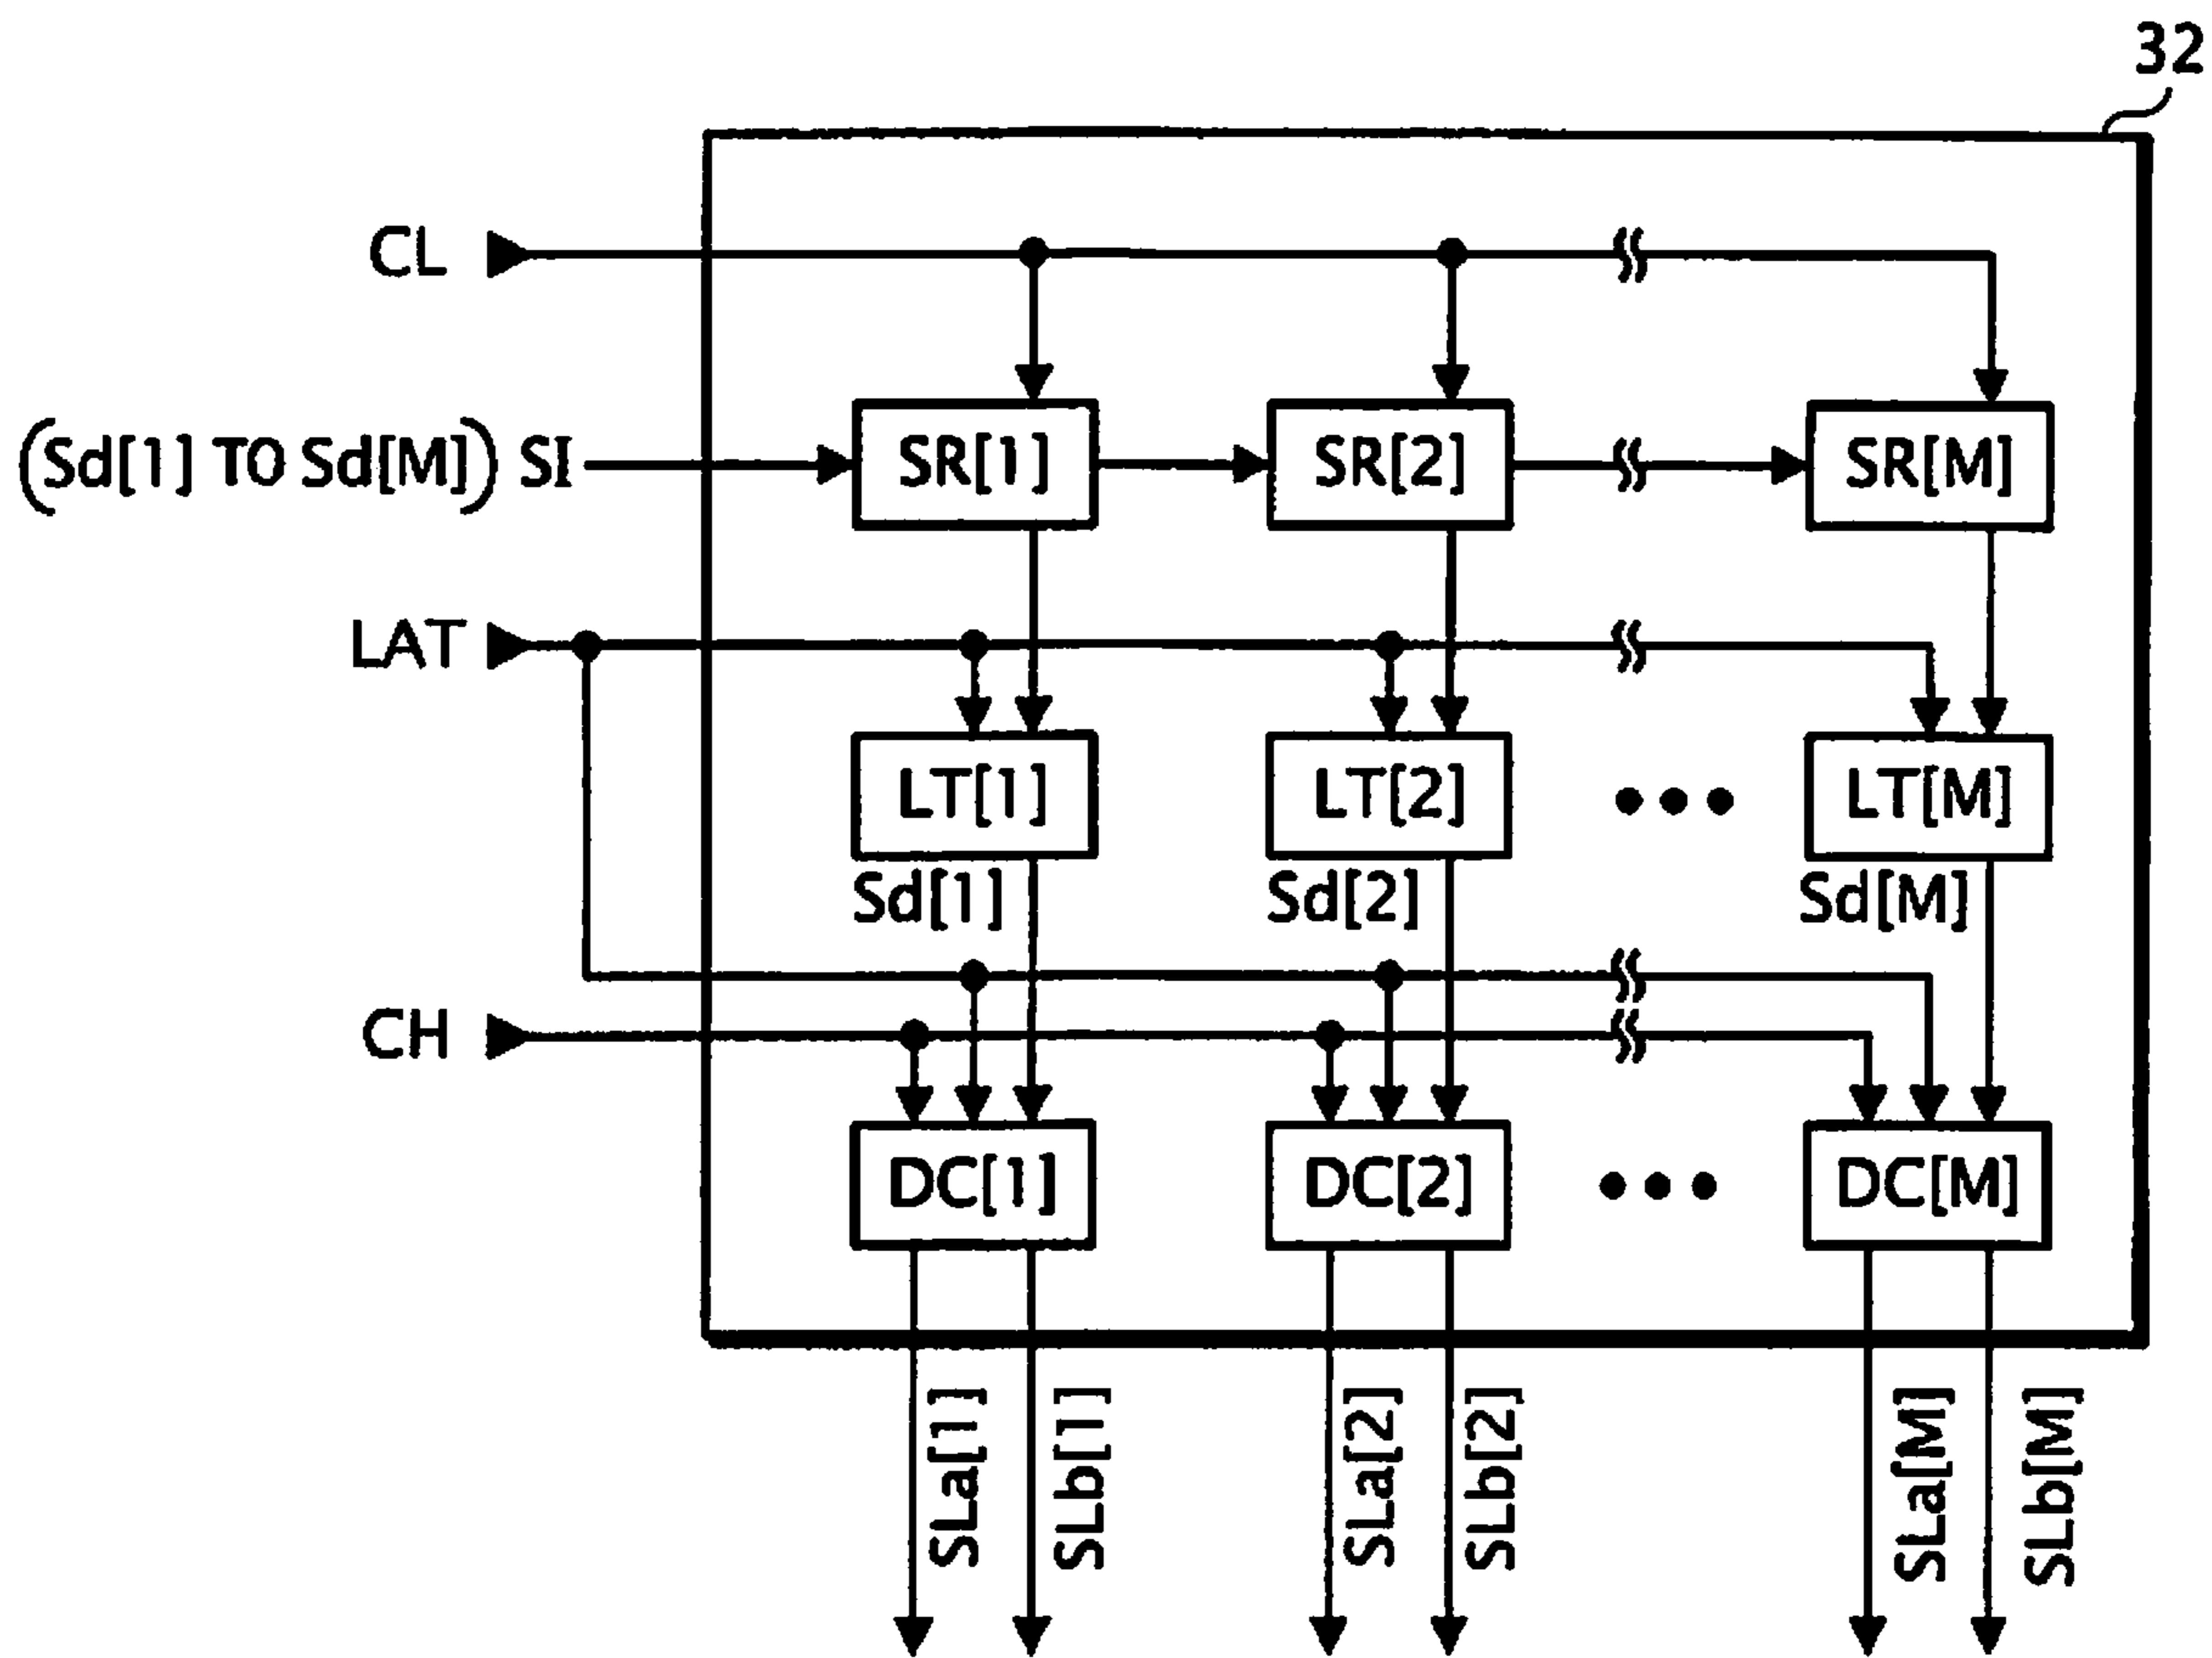 32
CL
(Sd[1] TO Sd[M]) SI
SR[1] SR[2] SR[M]
LAT
LT[1] LT[2] LT[M]
Sd[1] Sd[2] Sd[M]
CH
DC[1] DC[2] DC[M]
SLa[1] SLb[1] SLa[2] SLb[2] SLa[M] SLb[M]